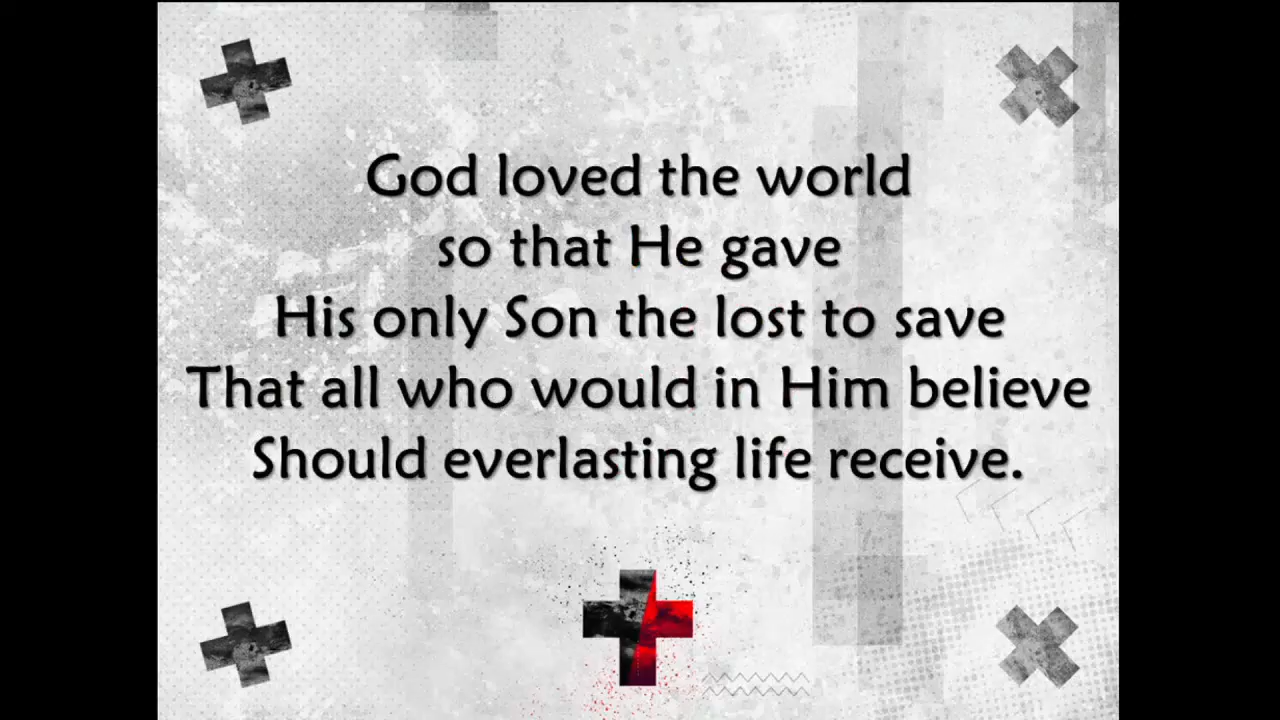 God loved the world
so that He gave
His only Son the lost to save
That all who would in Him believe
Should everlasting life receive.